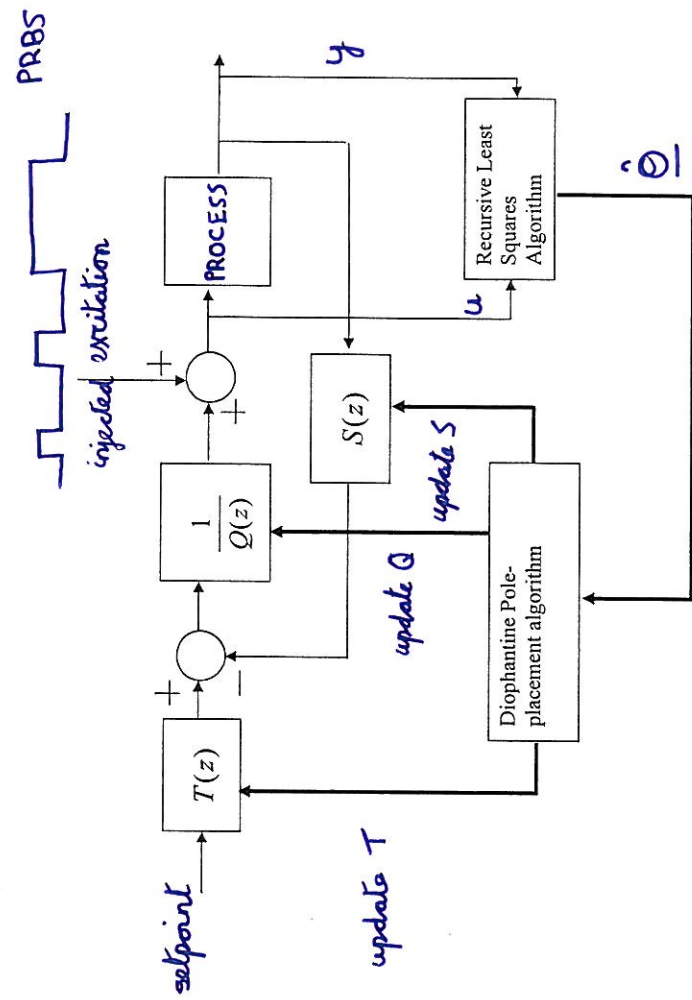 PRBS
injected excitation
+
+
setpoint
T(z)
+
−
1
Q(z)
PROCESS
y
S(z)
u
update T
update Q
update S
Diophantine Pole-
placement algorithm
Recursive Least
Squares
Algorithm
Θ̂